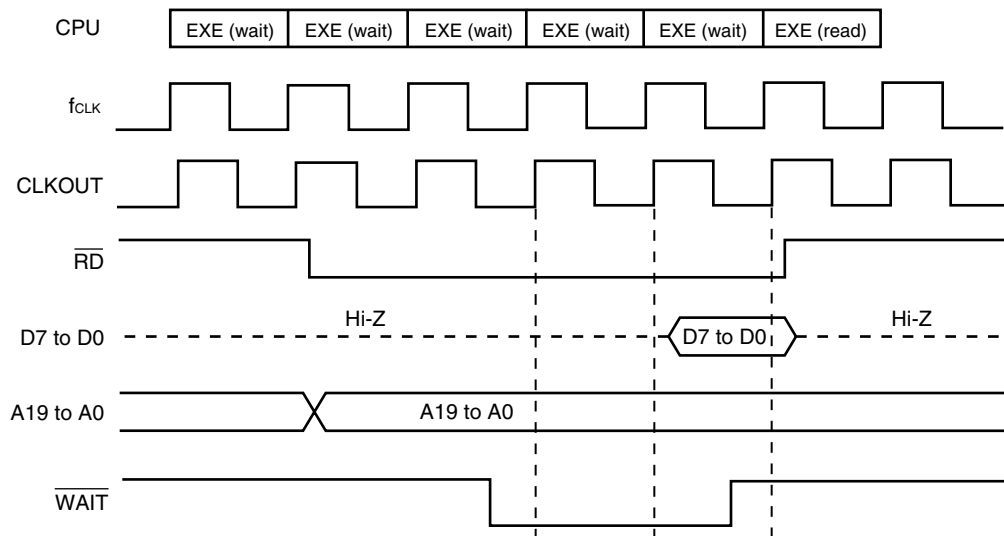 CPU EXE (wait) EXE (wait) EXE (wait) EXE (wait) EXE (wait) EXE (read)
fCLK
CLKOUT
RD
Hi-Z
D7 to D0 D7 to D0 Hi-Z
A19 to A0 A19 to A0
WAIT